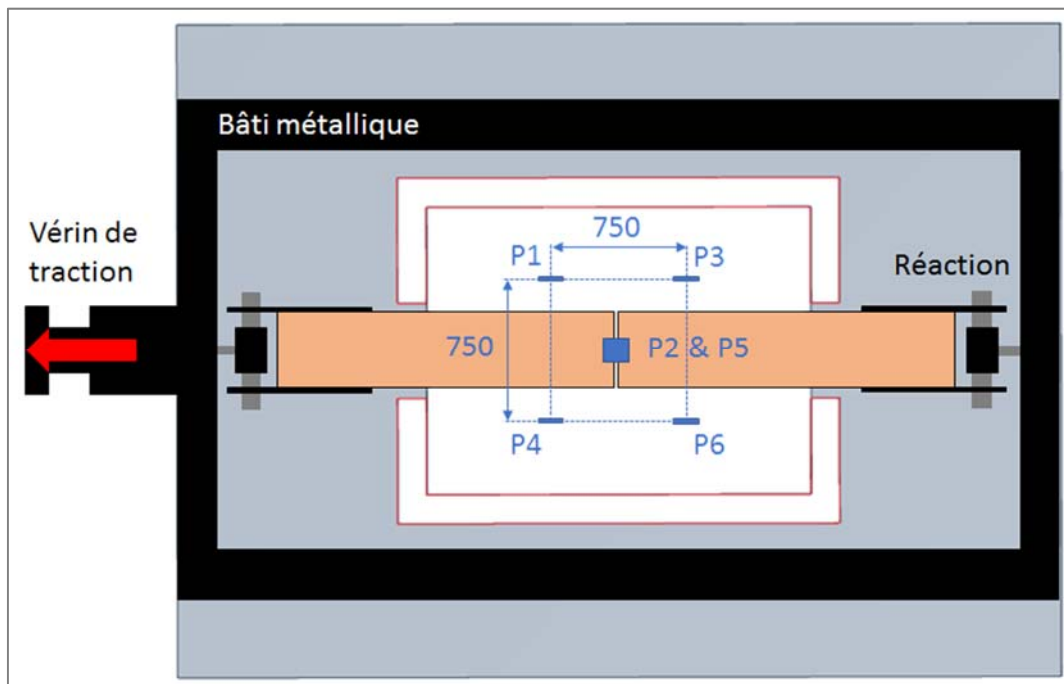 Bâti métallique
Vérin de
traction
750
P1
P3
Réaction
750
P2 & P5
P4
P6